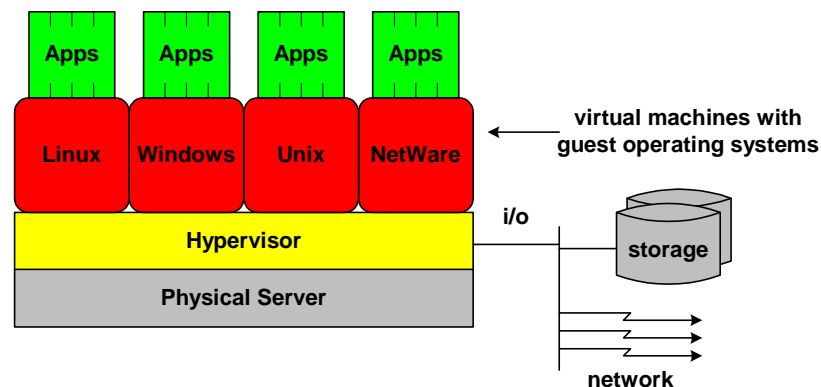 Apps Apps Apps Apps
virtual machines with
guest operating systems
Linux Windows Unix NetWare
i/o
Hypervisor
storage
Physical Server
network